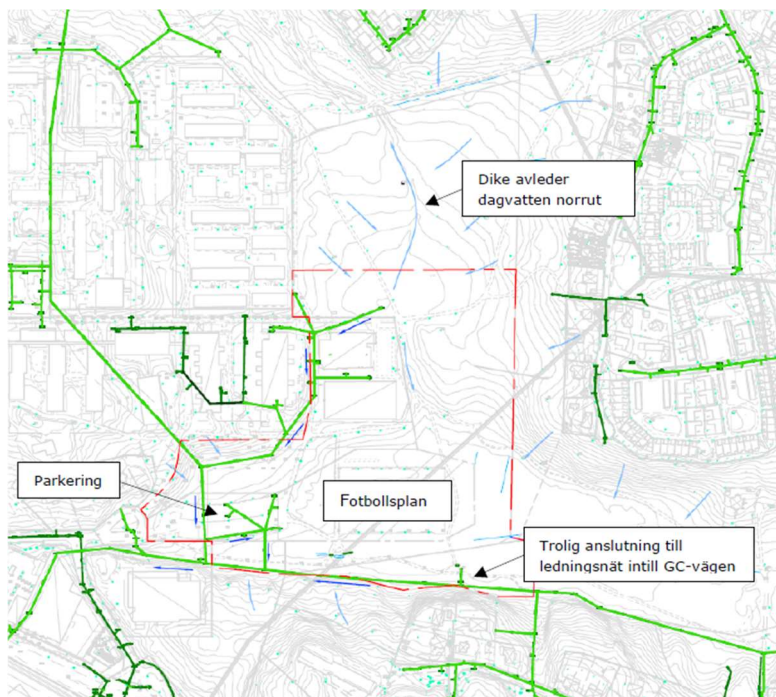 Dike avleder
dagvatten norrut
Parkering
Fotbollsplan
Trolig anslutning till
ledningsnät intill GC-vägen